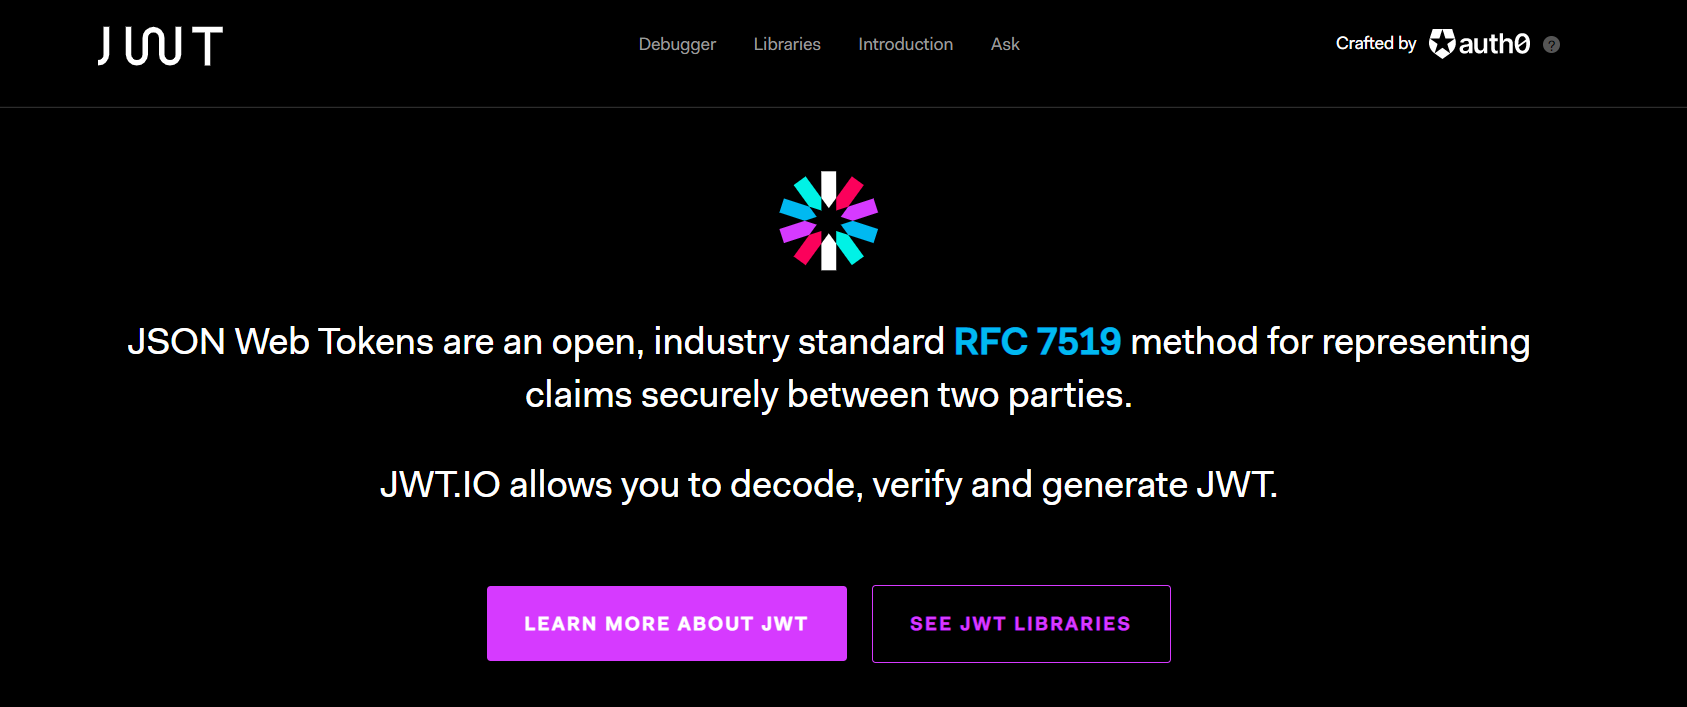 JWT
Debugger Libraries Introduction Ask
Crafted by auth0 ?
JSON Web Tokens are an open, industry standard RFC 7519 method for representing
claims securely between two parties.
JWT.IO allows you to decode, verify and generate JWT.
LEARN MORE ABOUT JWT
SEE JWT LIBRARIES